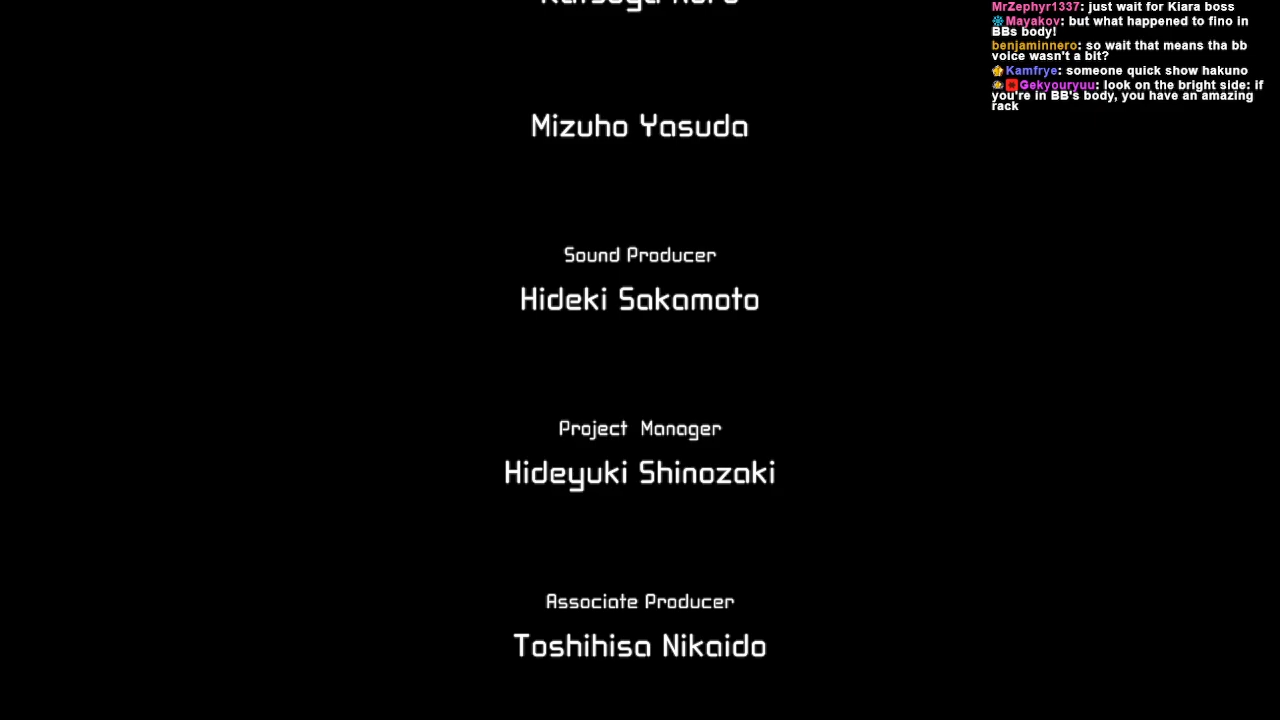 Mizuho Yasuda
Sound Producer
Hideki Sakamoto
Project Manager
Hideyuki Shinozaki
Associate Producer
Toshihisa Nikaido
MrZephyr1337: just wait for Kiara boss
Mayakov: but what happened to fino in
BBs body!
benjaminnero: so wait that means tha bb
voice wasn't a bit?
Kamfrye: someone quick show hakuno
Gekyouryuu: look on the bright side: if
you're in BB's body, you have an amazing
rack